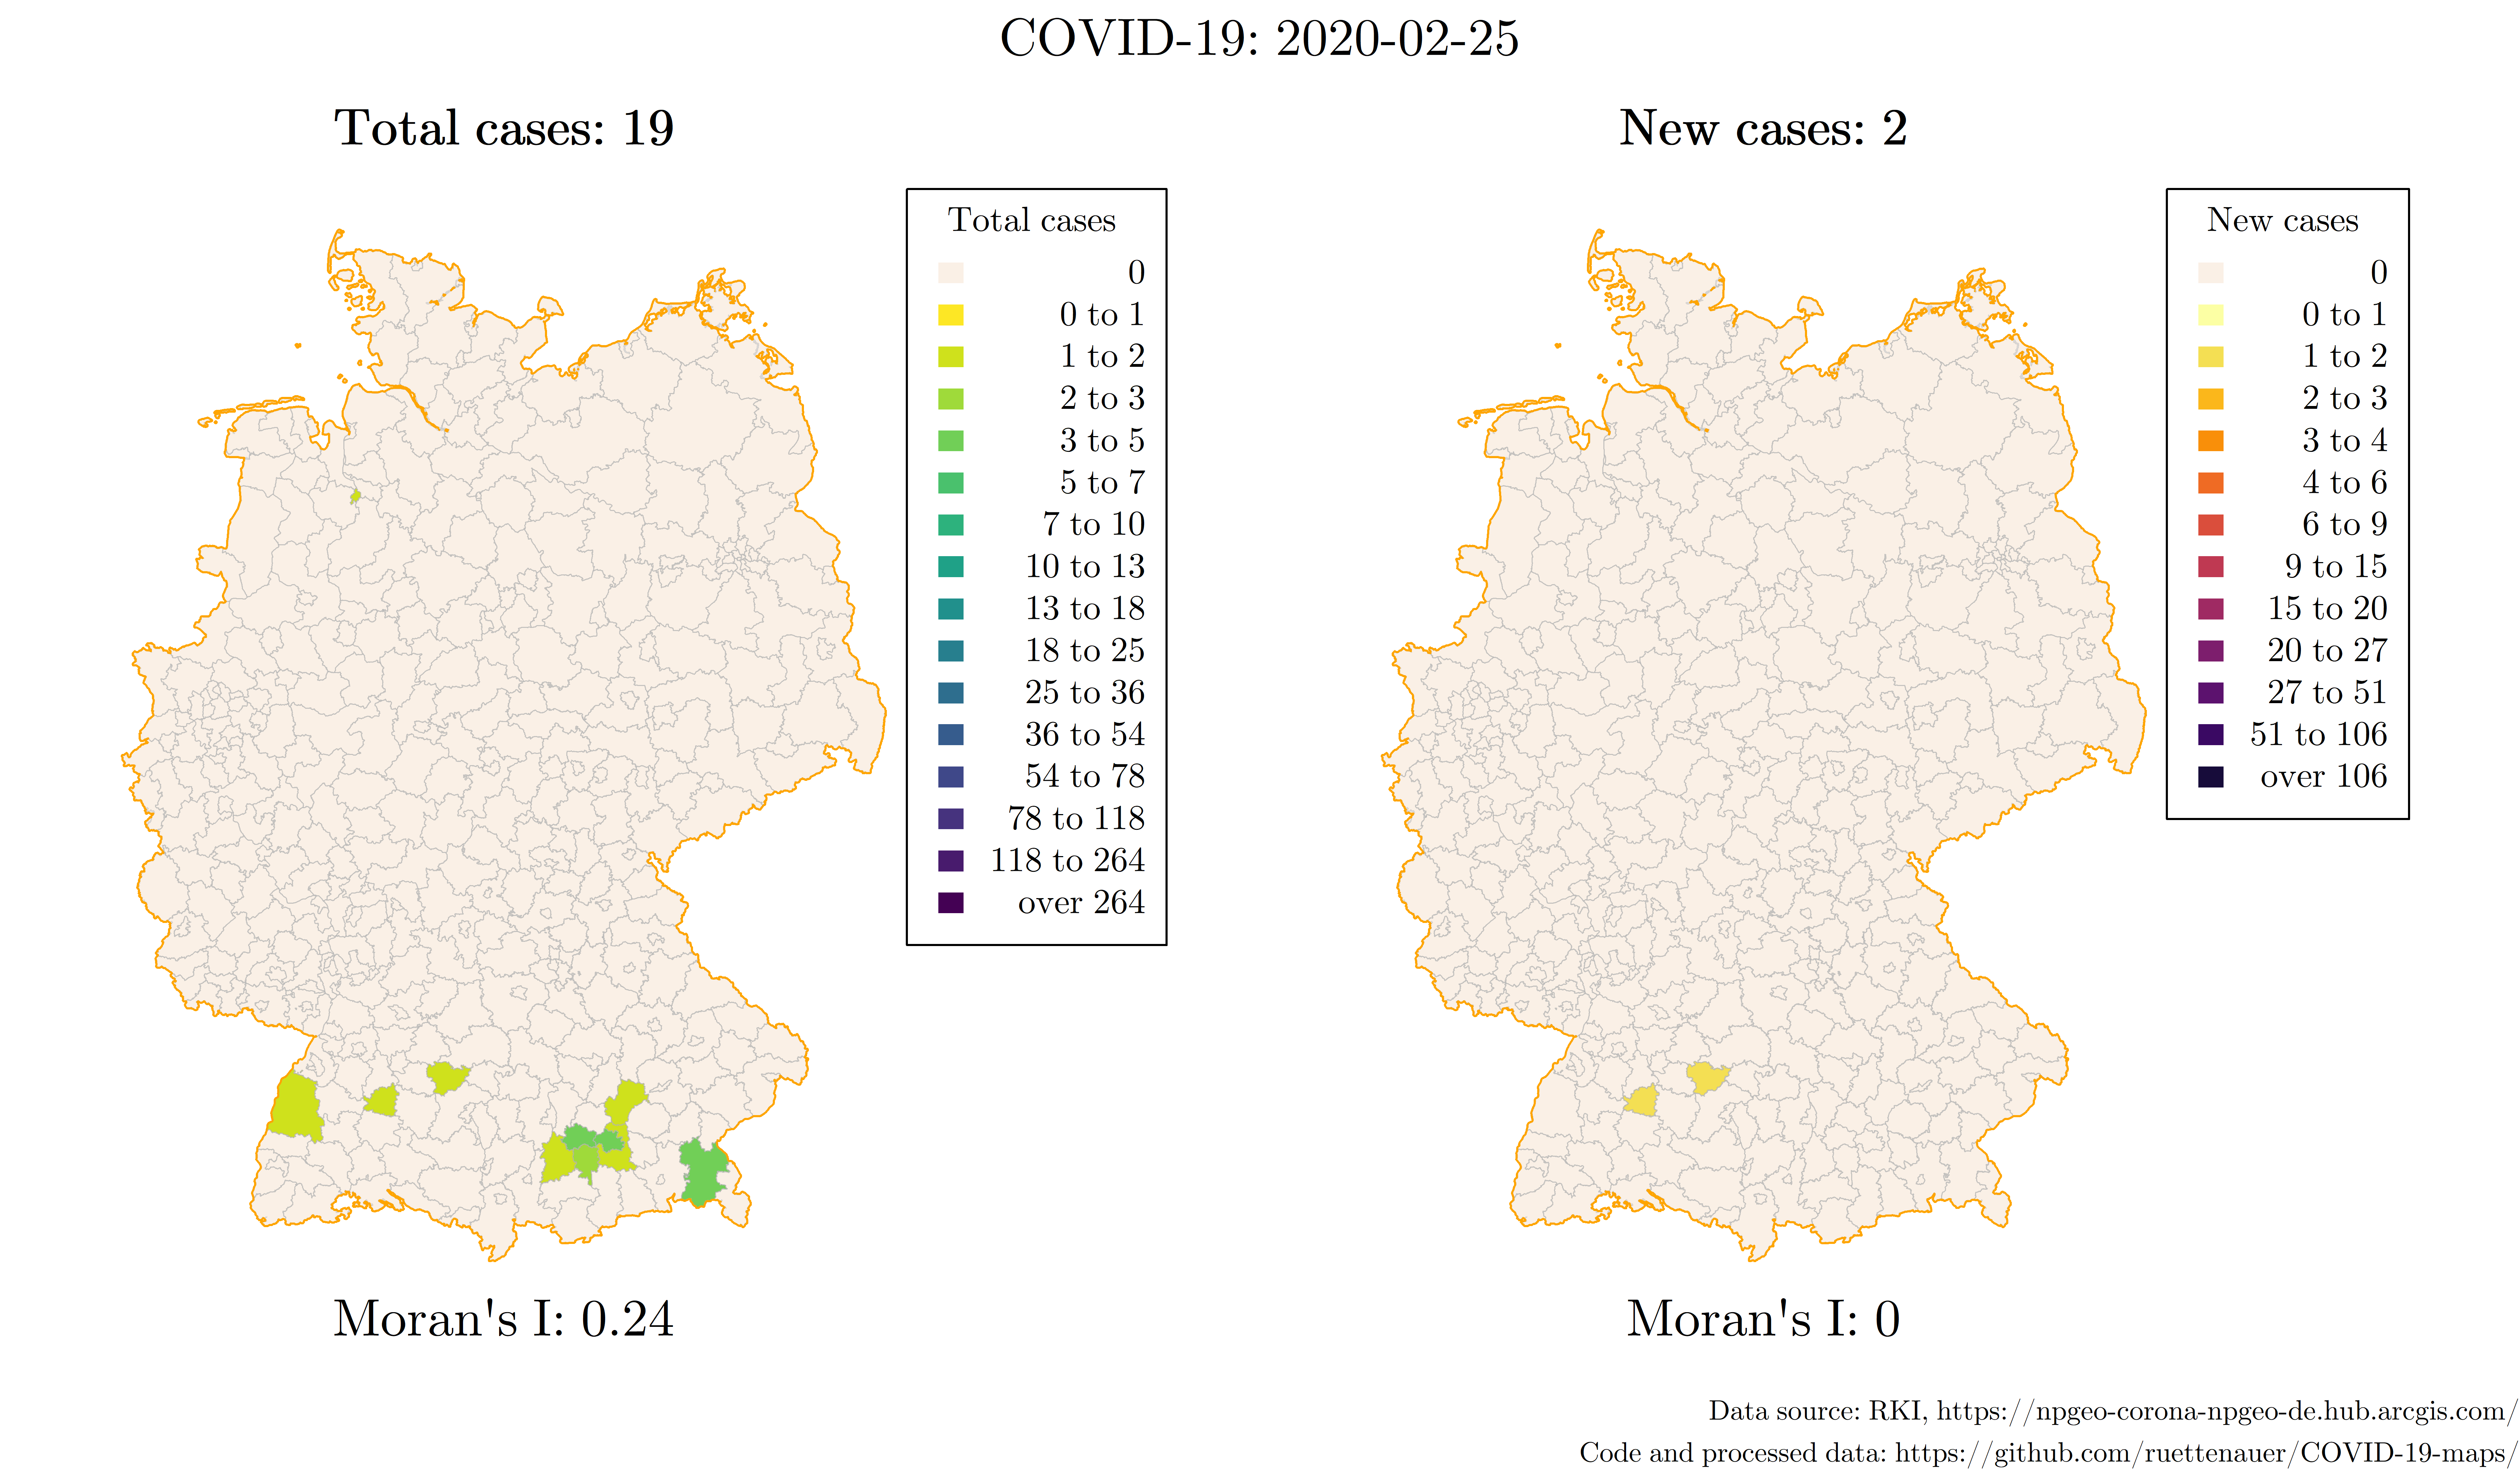 COVID-19: 2020-02-25
Total cases: 19
Total cases
0
0 to 1
1 to 2
2 to 3
3 to 5
5 to 7
7 to 10
10 to 13
13 to 18
18 to 25
25 to 36
36 to 54
54 to 78
78 to 118
118 to 264
over 264
Moran's I: 0.24
New cases: 2
New cases
0
0 to 1
1 to 2
2 to 3
3 to 4
4 to 6
6 to 9
9 to 15
15 to 20
20 to 27
27 to 51
51 to 106
over 106
Moran's I: 0
Data source: RKI, https://npgeo-corona-npgeo-de.hub.arcgis.com/
Code and processed data: https://github.com/ruettenauer/COVID-19-maps/